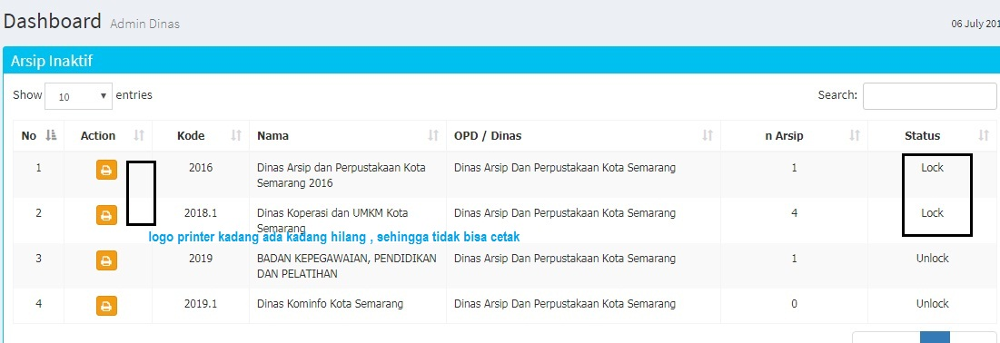 Dashboard Admin Dinas
06 July 201
Arsip Inaktif
Show 10 entries
Search:
No Action Kode Nama OPD / Dinas n Arsip Status
1 2016 Dinas Arsip dan Perpustakaan Kota Dinas Arsip Dan Perpustakaan Kota Semarang 1 Lock
Semarang 2016
2 2018.1 Dinas Koperasi dan UMKM Kota Dinas Arsip Dan Perpustakaan Kota Semarang 4 Lock
Semarang
logo printer kadang ada kadang hilang , sehingga tidak bisa cetak
3 2019 BADAN KEPEGAWAIAN, PENDIDIKAN Dinas Arsip Dan Perpustakaan Kota Semarang 1 Unlock
DAN PELATIHAN
4 2019.1 Dinas Kominfo Kota Semarang Dinas Arsip Dan Perpustakaan Kota Semarang 0 Unlock